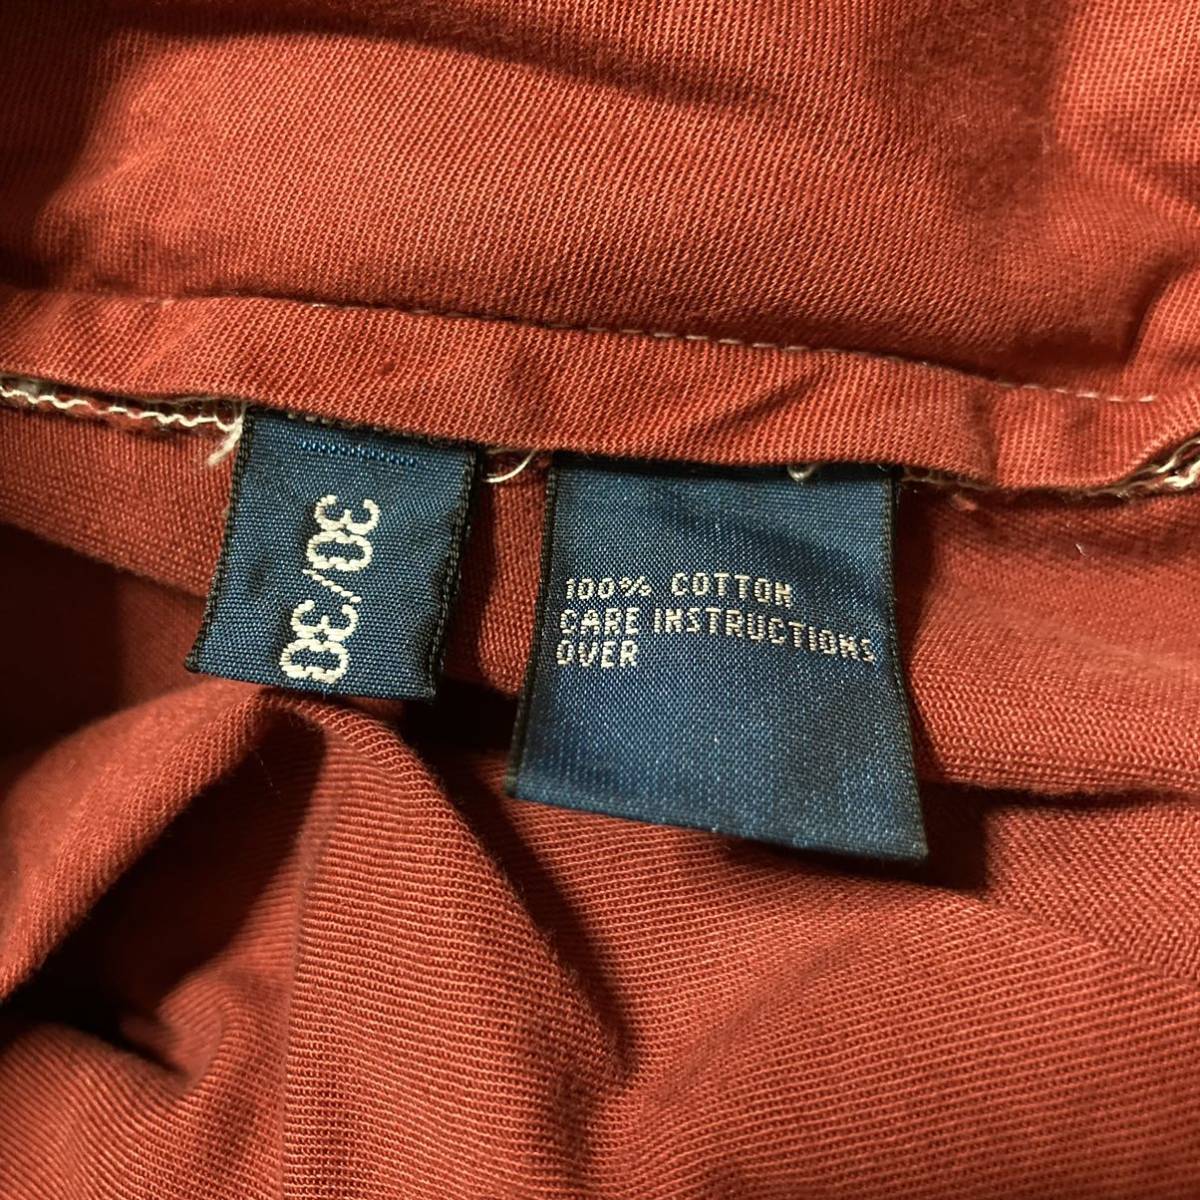 30/30
100% COTTON
CARE INSTRUCTIONS
OVER